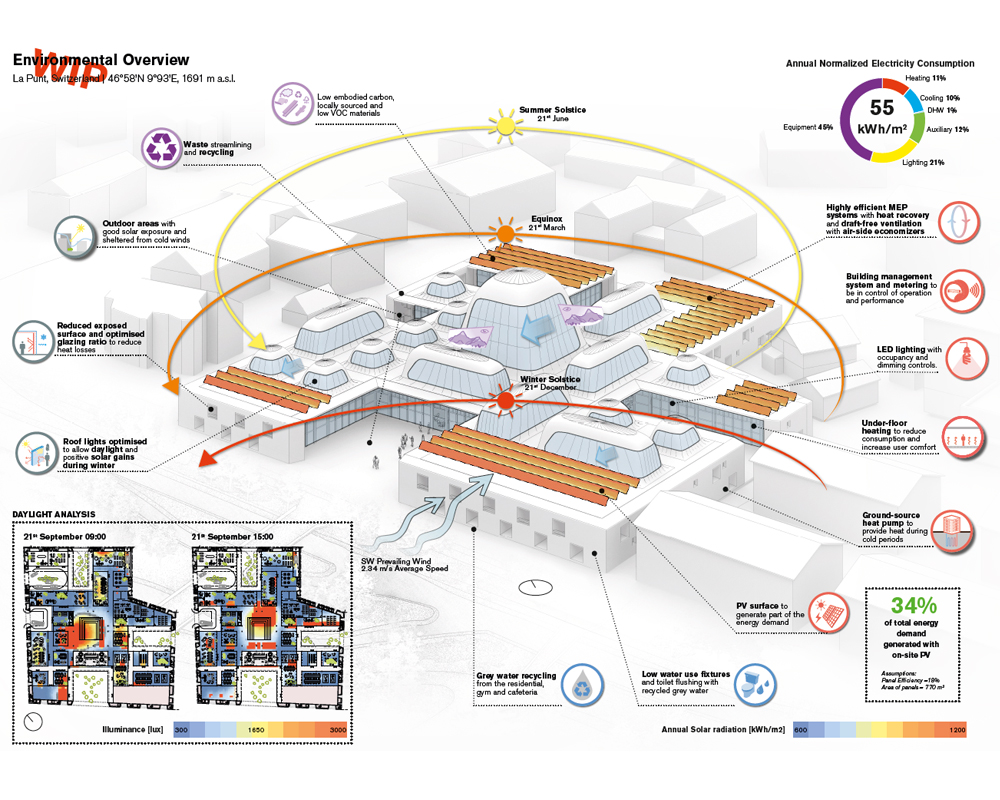 Environmental Overview
WIP
La Punt, Switzerland | 46°58'N 9°93'E, 1691 m a.s.l.
Low embodied carbon,
locally sourced and
low VOC materials
Waste streamlining
and recycling
Outdoor areas with
good solar exposure and
sheltered from cold winds
Reduced exposed
surface and optimised
glazing ratio to reduce
heat losses
Roof lights optimised
to allow daylight and
positive solar gains
during winter
Summer Solstice
21st June
Equinox
21st March
Winter Solstice
21st December
Annual Normalized Electricity Consumption
Heating 11%
Cooling 10%
DHW 1%
Auxiliary 12%
Lighting 21%
Equipment 45%
55
kWh/m²
Highly efficient MEP
systems with heat recovery
and draft-free ventilation
with air-side economizers
Building management
system and metering to
be in control of operation
and performance
LED lighting with
occupancy and
dimming controls.
Under-floor
heating to reduce
consumption and
increase user comfort
Ground-source
heat pump to
provide heat during
cold periods
PV surface to
generate part of the
energy demand
34%
of total energy
demand
generated with
on-site PV
Assumptions:
Panel Efficiency =19%
Area of panels = 770 m²
SW Prevailing Wind
2.34 m/s Average Speed
Grey water recycling
from the residential,
gym and cafeteria
Low water use fixtures
and toilet flushing with
recycled grey water
DAYLIGHT ANALYSIS
21st September 09:00
21st September 15:00
Illuminance [lux]
300
1650
3000
Annual Solar radiation [kWh/m2]
600
1200